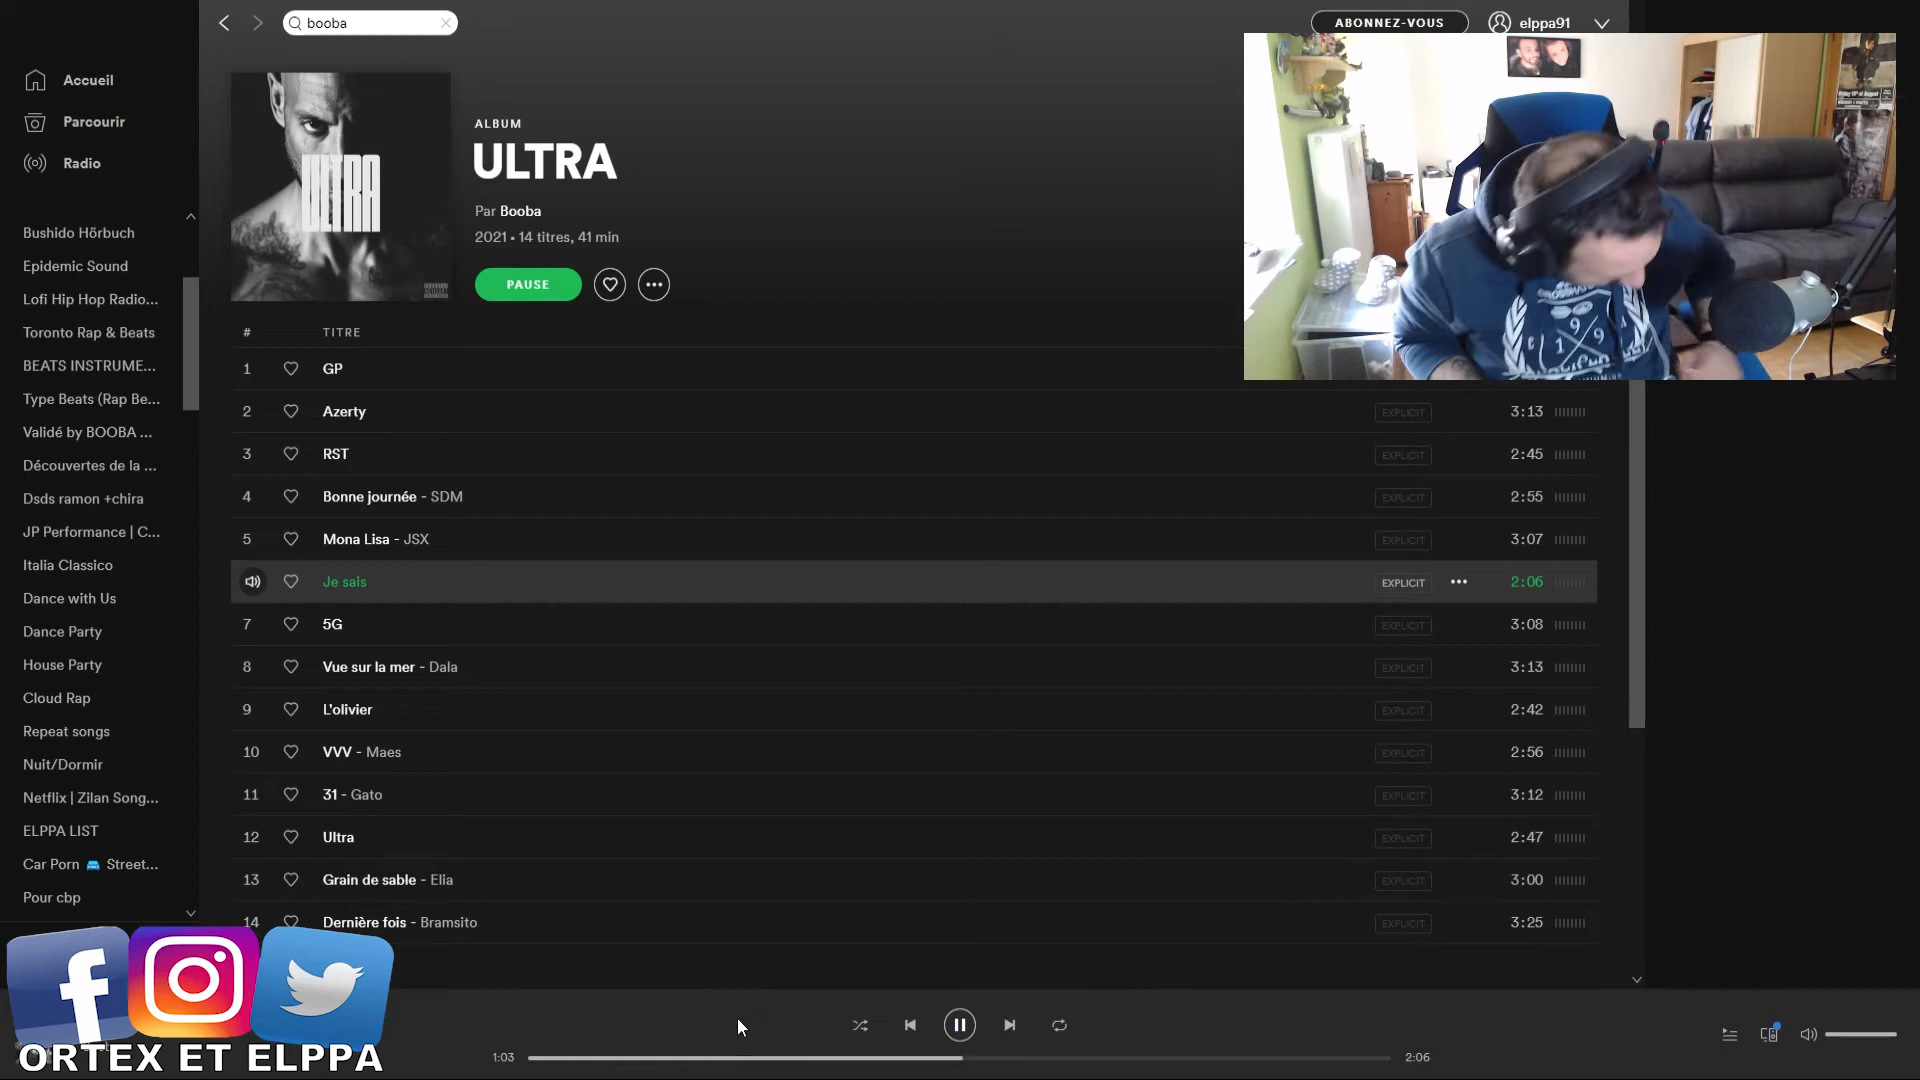 booba
ABONNEZ-VOUS
elppa91
Accueil
Parcourir
Radio
Bushido Hörbuch
Epidemic Sound
Lofi Hip Hop Radio...
Toronto Rap & Beats
BEATS INSTRUME...
Type Beats (Rap Be...
Validé by BOOBA ...
Découvertes de la ...
Dsds ramon +chira
JP Performance | C...
Italia Classico
Dance with Us
Dance Party
House Party
Cloud Rap
Repeat songs
Nuit/Dormir
Netflix | Zilan Song...
ELPPA LIST
Car Porn 🚘 Street...
Pour cbp
ULTRA
ALBUM
ULTRA
Par Booba
2021 • 14 titres, 41 min
PAUSE
# TITRE
1 GP
2 Azerty EXPLICIT 3:13
3 RST EXPLICIT 2:45
4 Bonne journée - SDM EXPLICIT 2:55
5 Mona Lisa - JSX EXPLICIT 3:07
Je sais EXPLICIT 2:06
7 5G EXPLICIT 3:08
8 Vue sur la mer - Dala EXPLICIT 3:13
9 L'olivier EXPLICIT 2:42
10 VVV - Maes EXPLICIT 2:56
11 31 - Gato EXPLICIT 3:12
12 Ultra EXPLICIT 2:47
13 Grain de sable - Elia EXPLICIT 3:00
14 Dernière fois - Bramsito EXPLICIT 3:25
1 9
9
ORTEX ET ELPPA
1:03
2:06